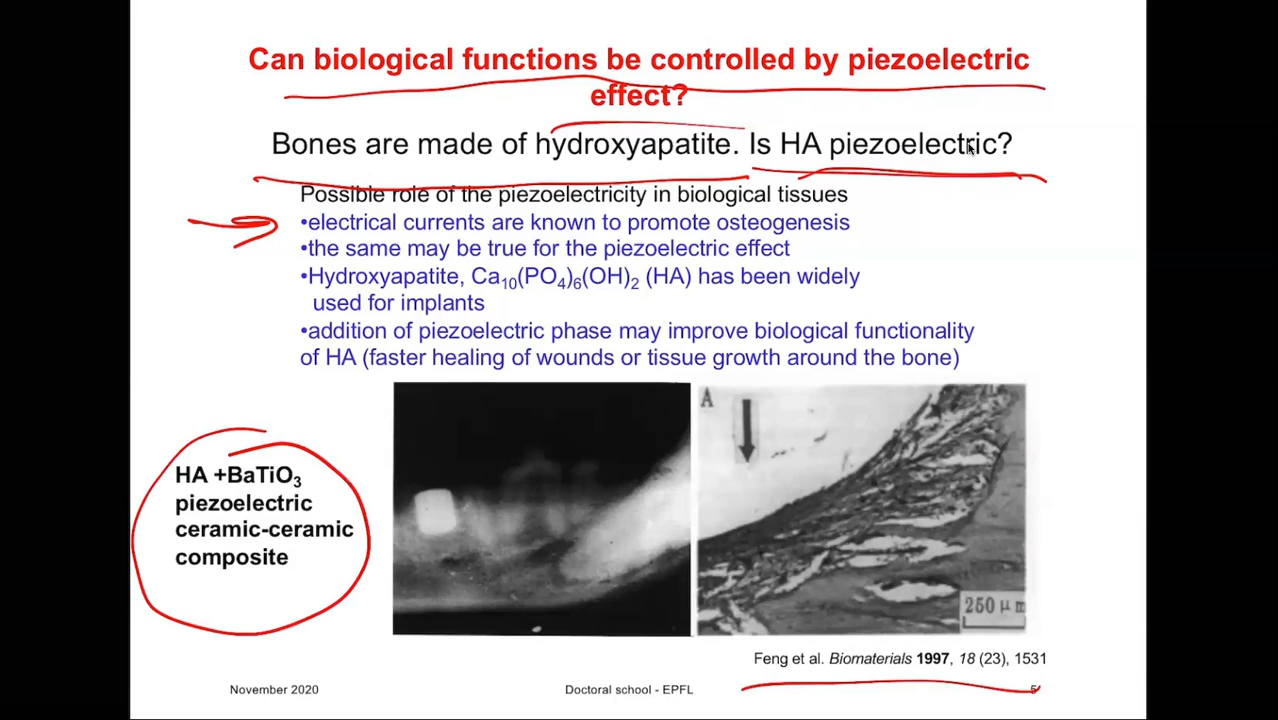 Can biological functions be controlled by piezoelectric
effect?
Bones are made of hydroxyapatite. Is HA piezoelectric?
Possible role of the piezoelectricity in biological tissues
•electrical currents are known to promote osteogenesis
•the same may be true for the piezoelectric effect
•Hydroxyapatite, Ca₁₀(PO₄)₆(OH)₂ (HA) has been widely
used for implants
•addition of piezoelectric phase may improve biological functionality
of HA (faster healing of wounds or tissue growth around the bone)
HA +BaTiO₃
piezoelectric
ceramic-ceramic
composite
A
250 μm
Feng et al. Biomaterials 1997, 18 (23), 1531
November 2020
Doctoral school - EPFL
5